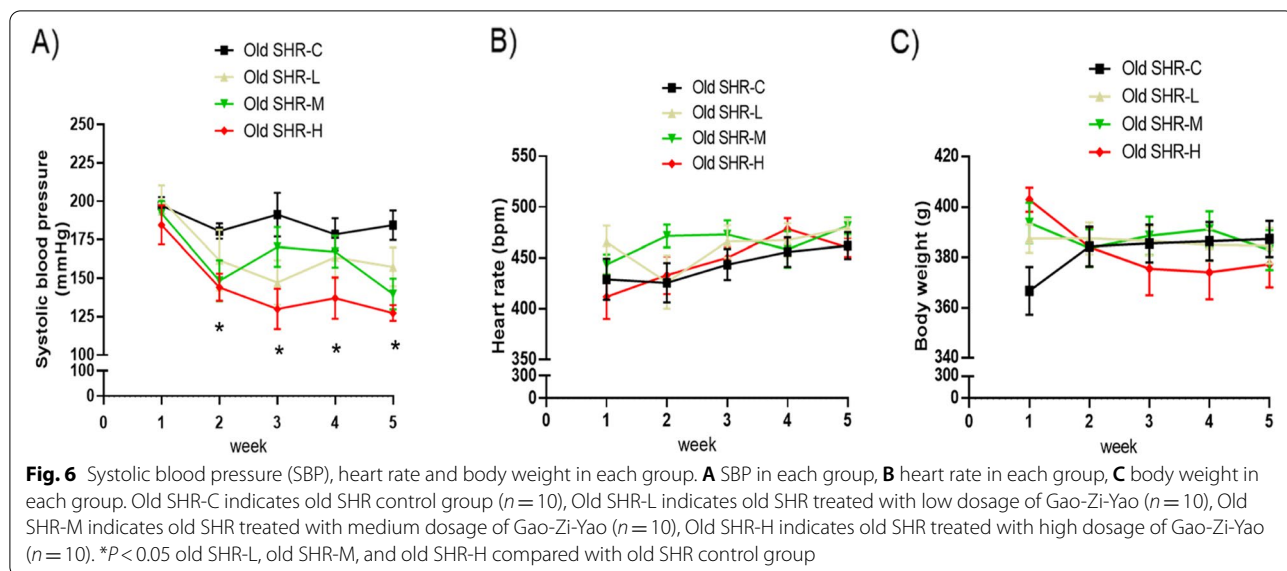 A)
Old SHR-C
Old SHR-L
Old SHR-M
Old SHR-H
Systolic blood pressure
(mmHg)
250
225
200
175
150
125
100
100
0
0
1
2
3
4
5
*
*
*
*
week
B)
Old SHR-C
Old SHR-L
Old SHR-M
Old SHR-H
Heart rate (bpm)
550
500
450
400
350
300
0
0
1
2
3
4
5
week
C)
Old SHR-C
Old SHR-L
Old SHR-M
Old SHR-H
Body weight (g)
420
400
380
360
340
300
0
0
1
2
3
4
5
week
Fig. 6 Systolic blood pressure (SBP), heart rate and body weight in each group. A SBP in each group, B heart rate in each group, C body weight in
each group. Old SHR-C indicates old SHR control group (n = 10), Old SHR-L indicates old SHR treated with low dosage of Gao-Zi-Yao (n = 10), Old
SHR-M indicates old SHR treated with medium dosage of Gao-Zi-Yao (n = 10), Old SHR-H indicates old SHR treated with high dosage of Gao-Zi-Yao
(n = 10). *P < 0.05 old SHR-L, old SHR-M, and old SHR-H compared with old SHR control group